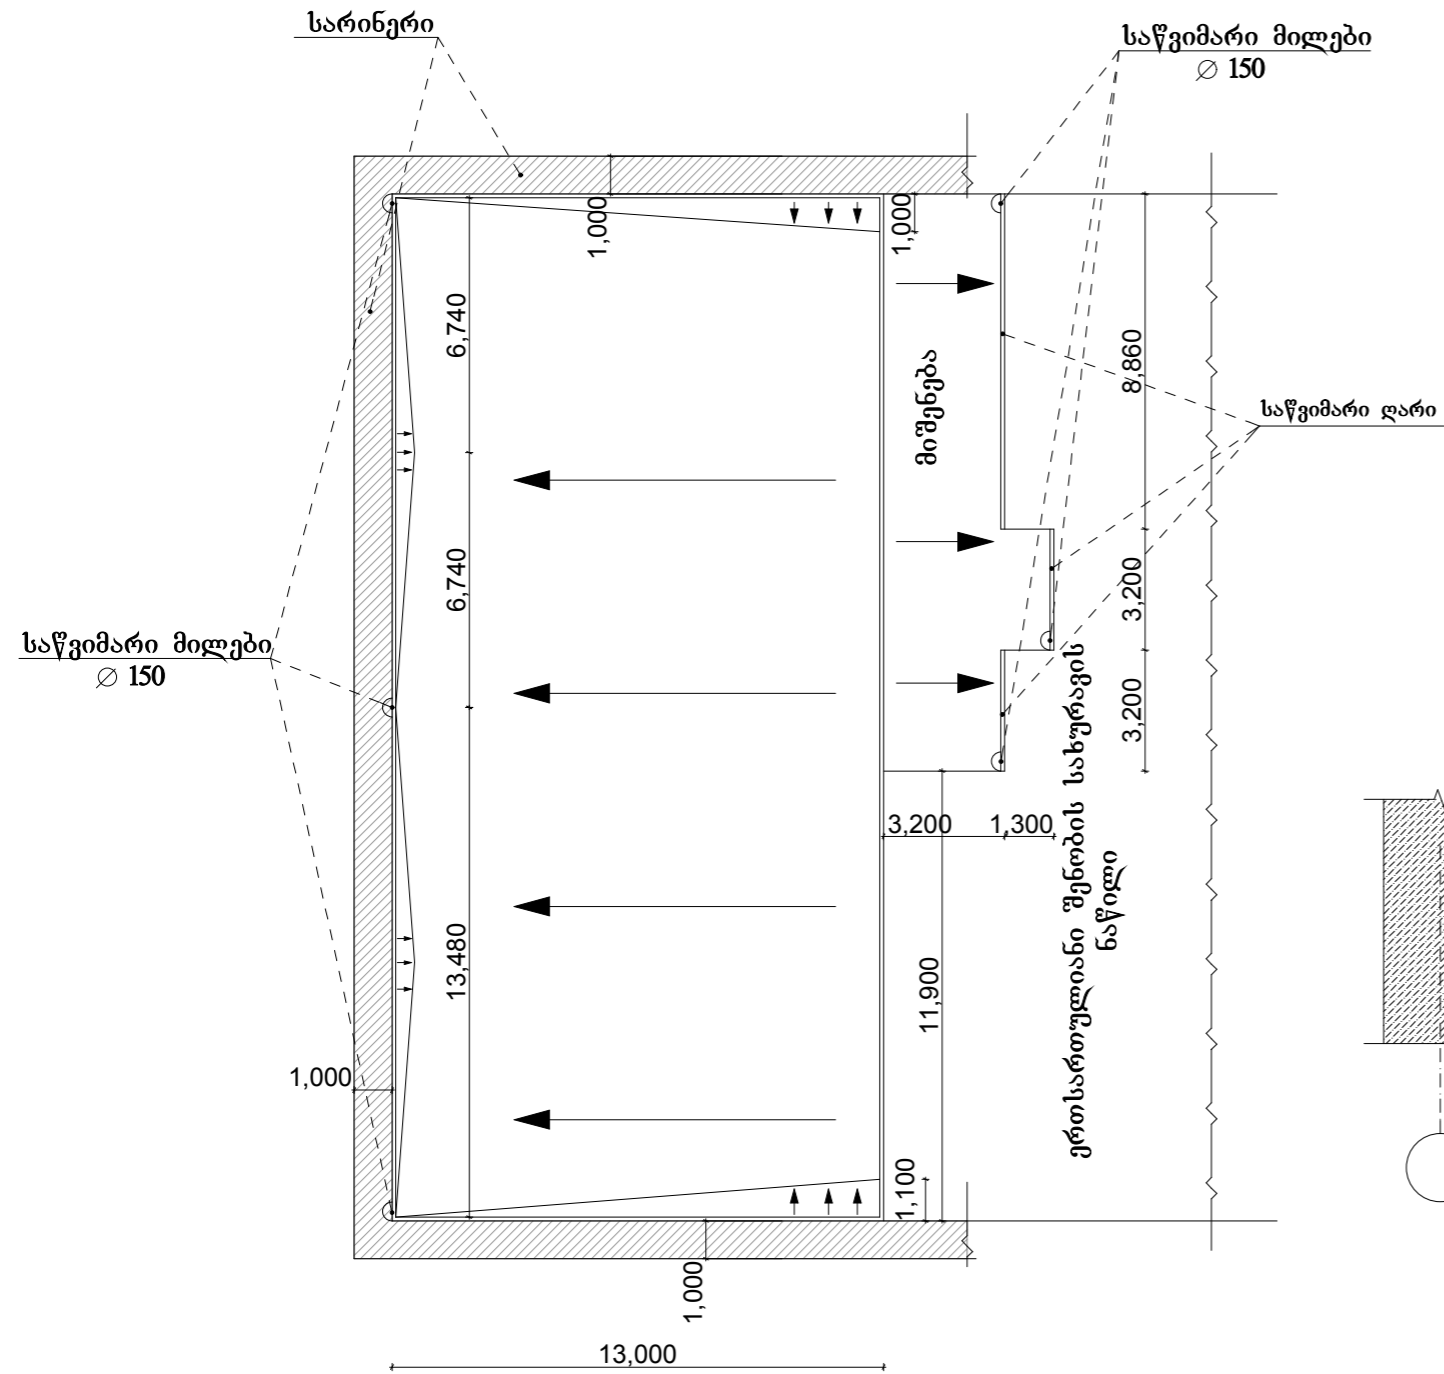 სარინერი
საწვიმარი მილები
∅ 150
1,000
1,000
6,740
8,860
მიშენება
საწვიმარი ღარი
6,740
3,200
საწვიმარი მილები
∅ 150
3,200
3,200
1,300
ერთსართულიანი შენობის სახურავის
ნაწილი
13,480
11,900
1,000
1,100
1,000
13,000